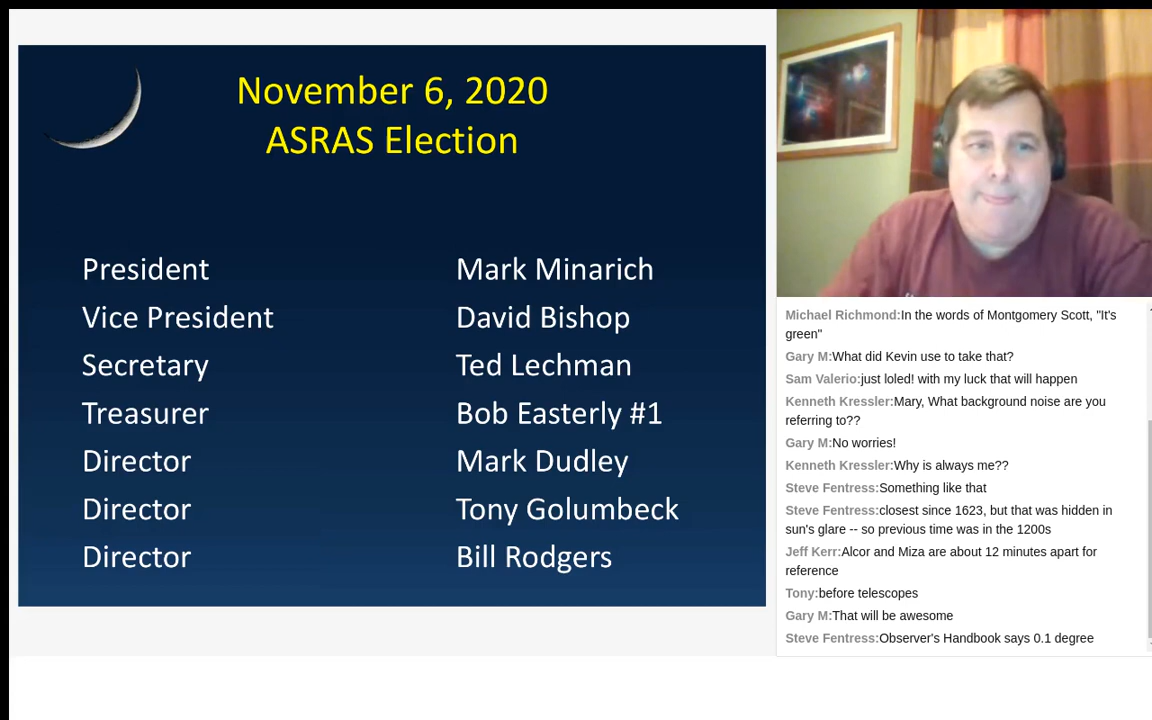 November 6, 2020
ASRAS Election
President Mark Minarich
Vice President David Bishop
Secretary Ted Lechman
Treasurer Bob Easterly #1
Director Mark Dudley
Director Tony Golumbeck
Director Bill Rodgers
Michael Richmond:In the words of Montgomery Scott, "It's
green"
Gary M:What did Kevin use to take that?
Sam Valerio:just loled! with my luck that will happen
Kenneth Kressler:Mary, What background noise are you
referring to??
Gary M:No worries!
Kenneth Kressler:Why is always me??
Steve Fentress:Something like that
Steve Fentress:closest since 1623, but that was hidden in
sun's glare -- so previous time was in the 1200s
Jeff Kerr:Alcor and Miza are about 12 minutes apart for
reference
Tony:before telescopes
Gary M:That will be awesome
Steve Fentress:Observer's Handbook says 0.1 degree